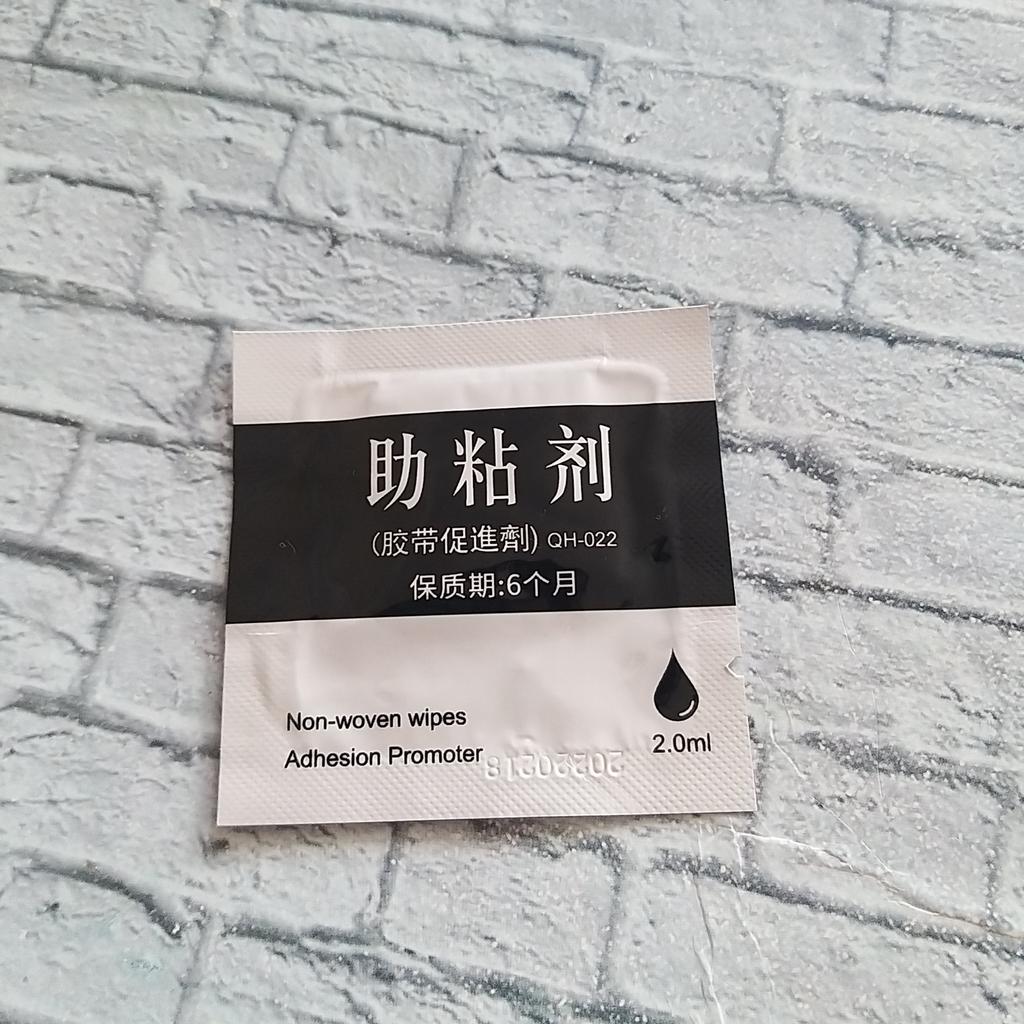 助粘剂
(胶带促進劑) QH-022
保质期:6个月
Non-woven wipes
Adhesion Promoter
2.0ml